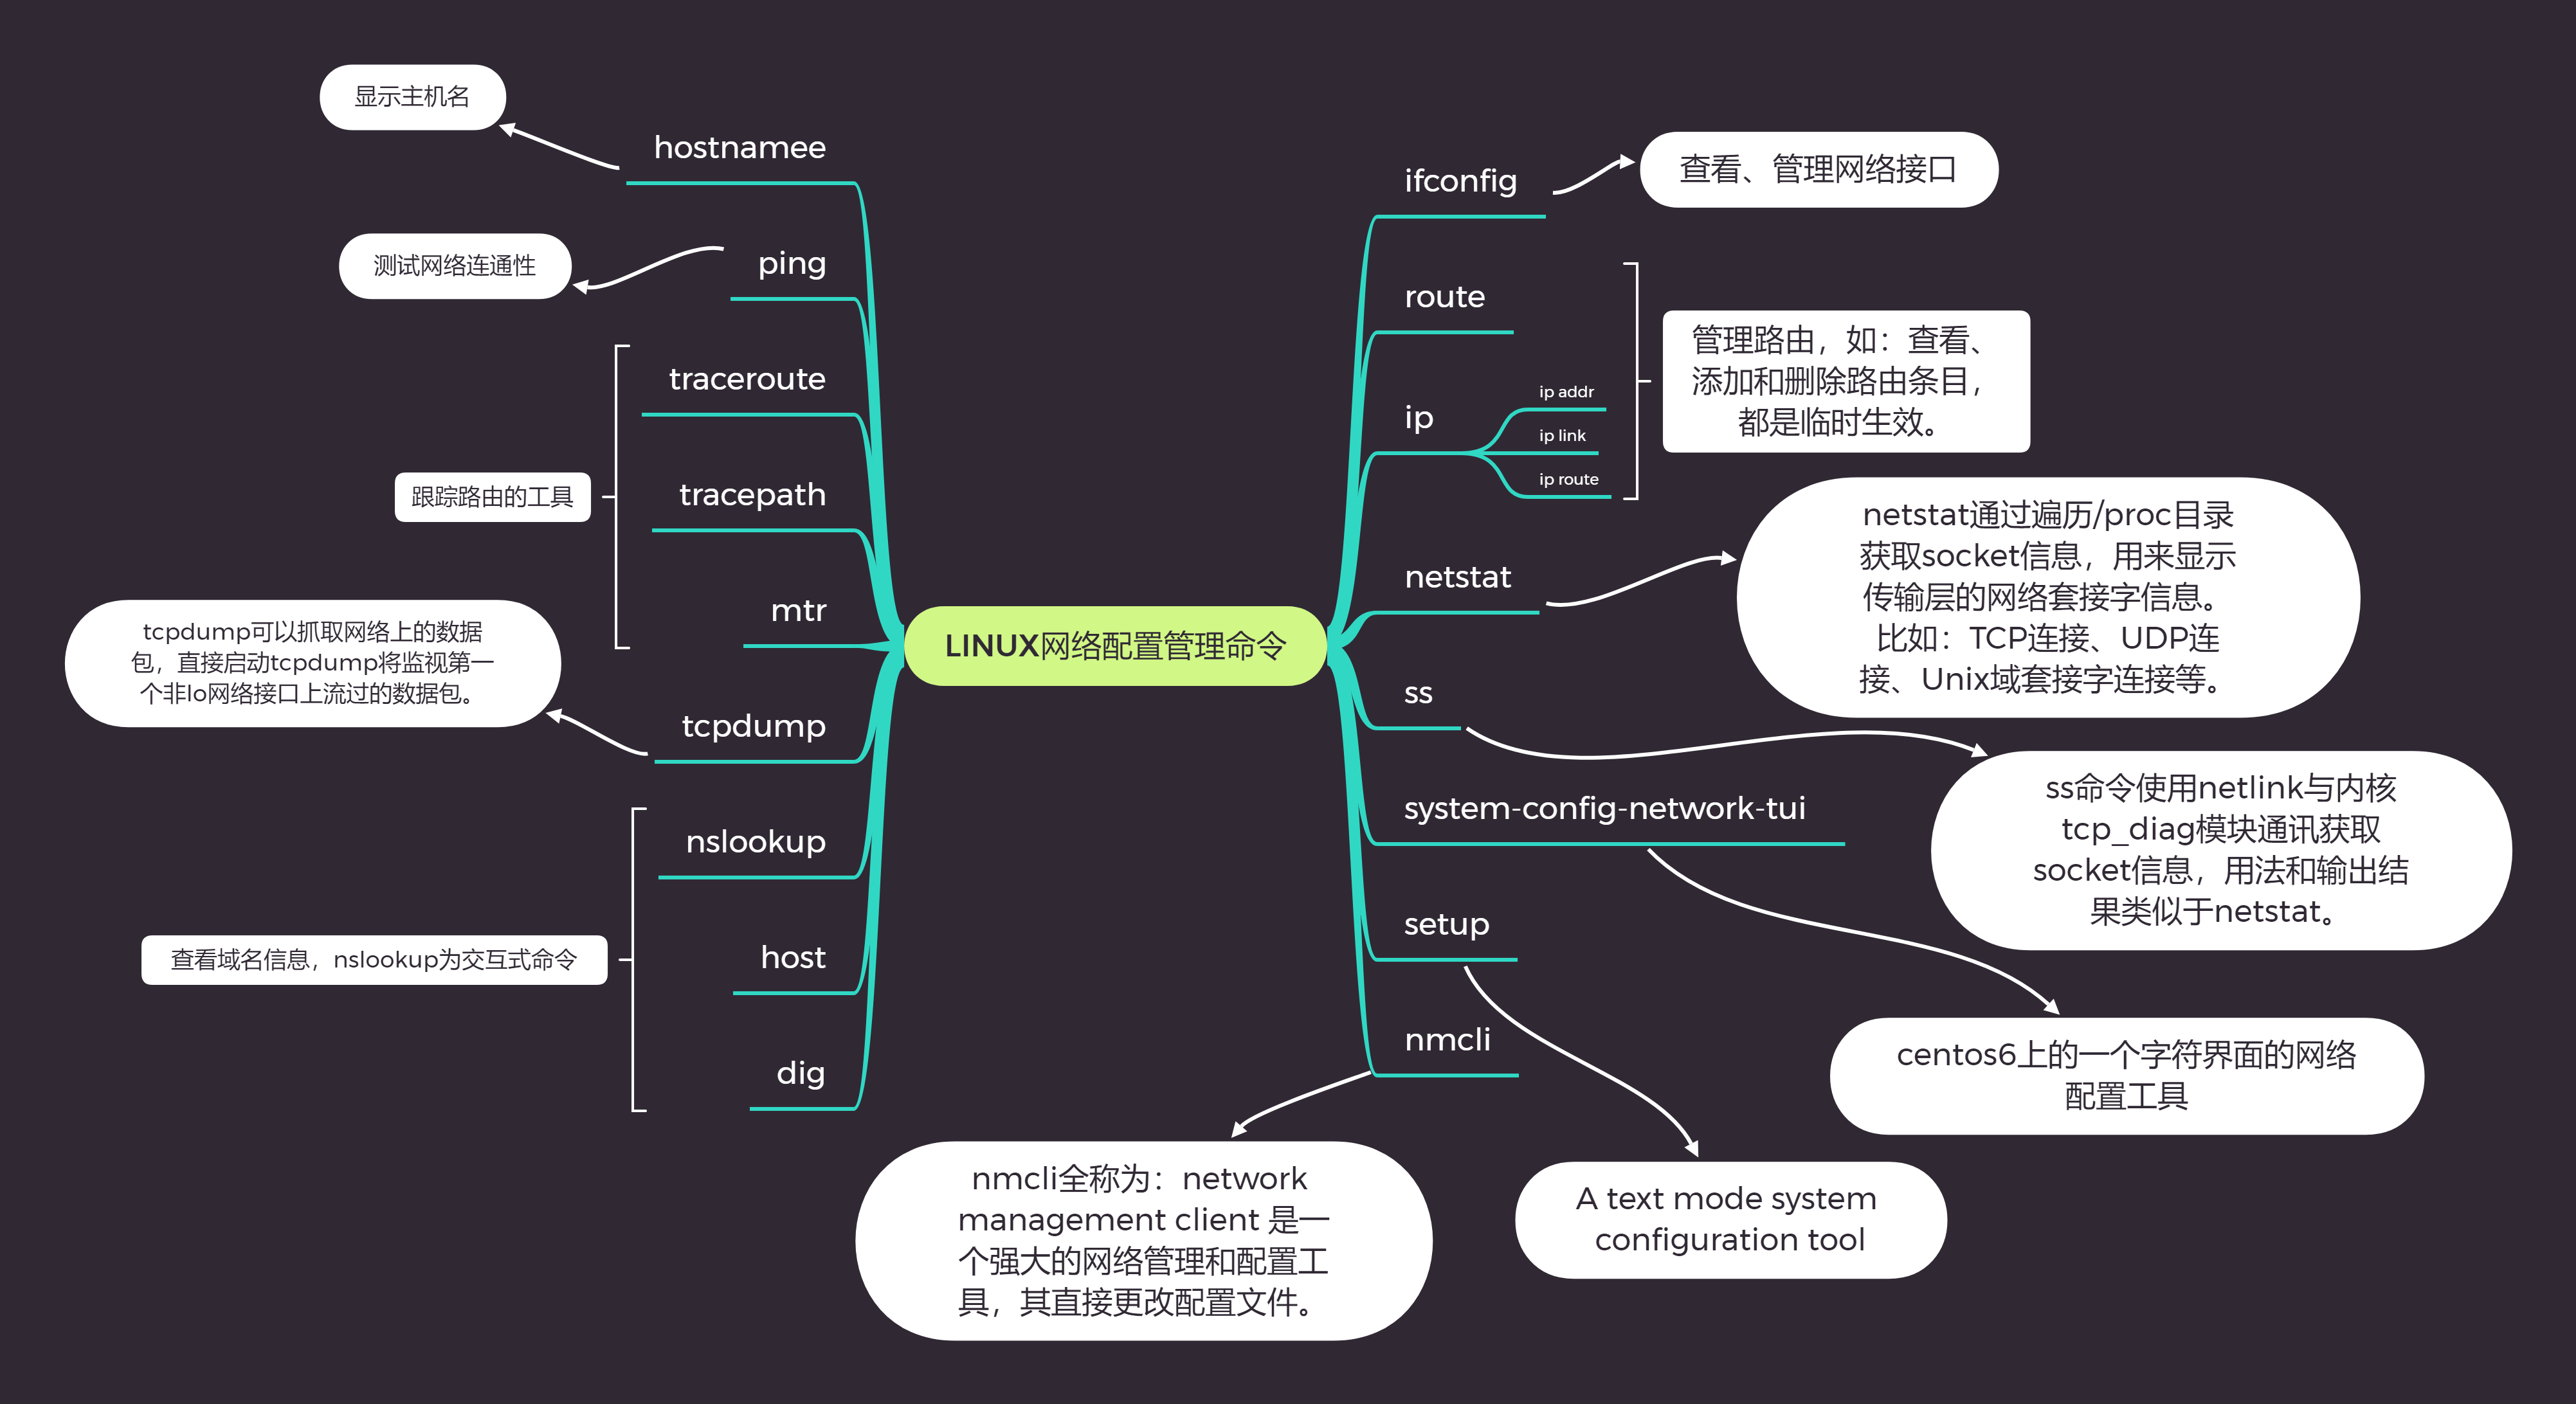 显示主机名
hostnamee
测试网络连通性
ping
traceroute
跟踪路由的工具
tracepath
mtr
tcpdump可以抓取网络上的数据
包，直接启动tcpdump将监视第一
个非lo网络接口上流过的数据包。
tcpdump
nslookup
查看域名信息，nslookup为交互式命令
host
dig
LINUX网络配置管理命令
ifconfig
查看、管理网络接口
route
管理路由，如：查看、
添加和删除路由条目，
都是临时生效。
ip
ip addr
ip link
ip route
netstat
netstat通过遍历/proc目录
获取socket信息，用来显示
传输层的网络套接字信息。
比如：TCP连接、UDP连
接、Unix域套接字连接等。
ss
ss命令使用netlink与内核
tcp_diag模块通讯获取
socket信息，用法和输出结
果类似于netstat。
system-config-network-tui
centos6上的一个字符界面的网络
配置工具
setup
A text mode system
configuration tool
nmcli
nmcli全称为：network
management client 是一
个强大的网络管理和配置工
具，其直接更改配置文件。